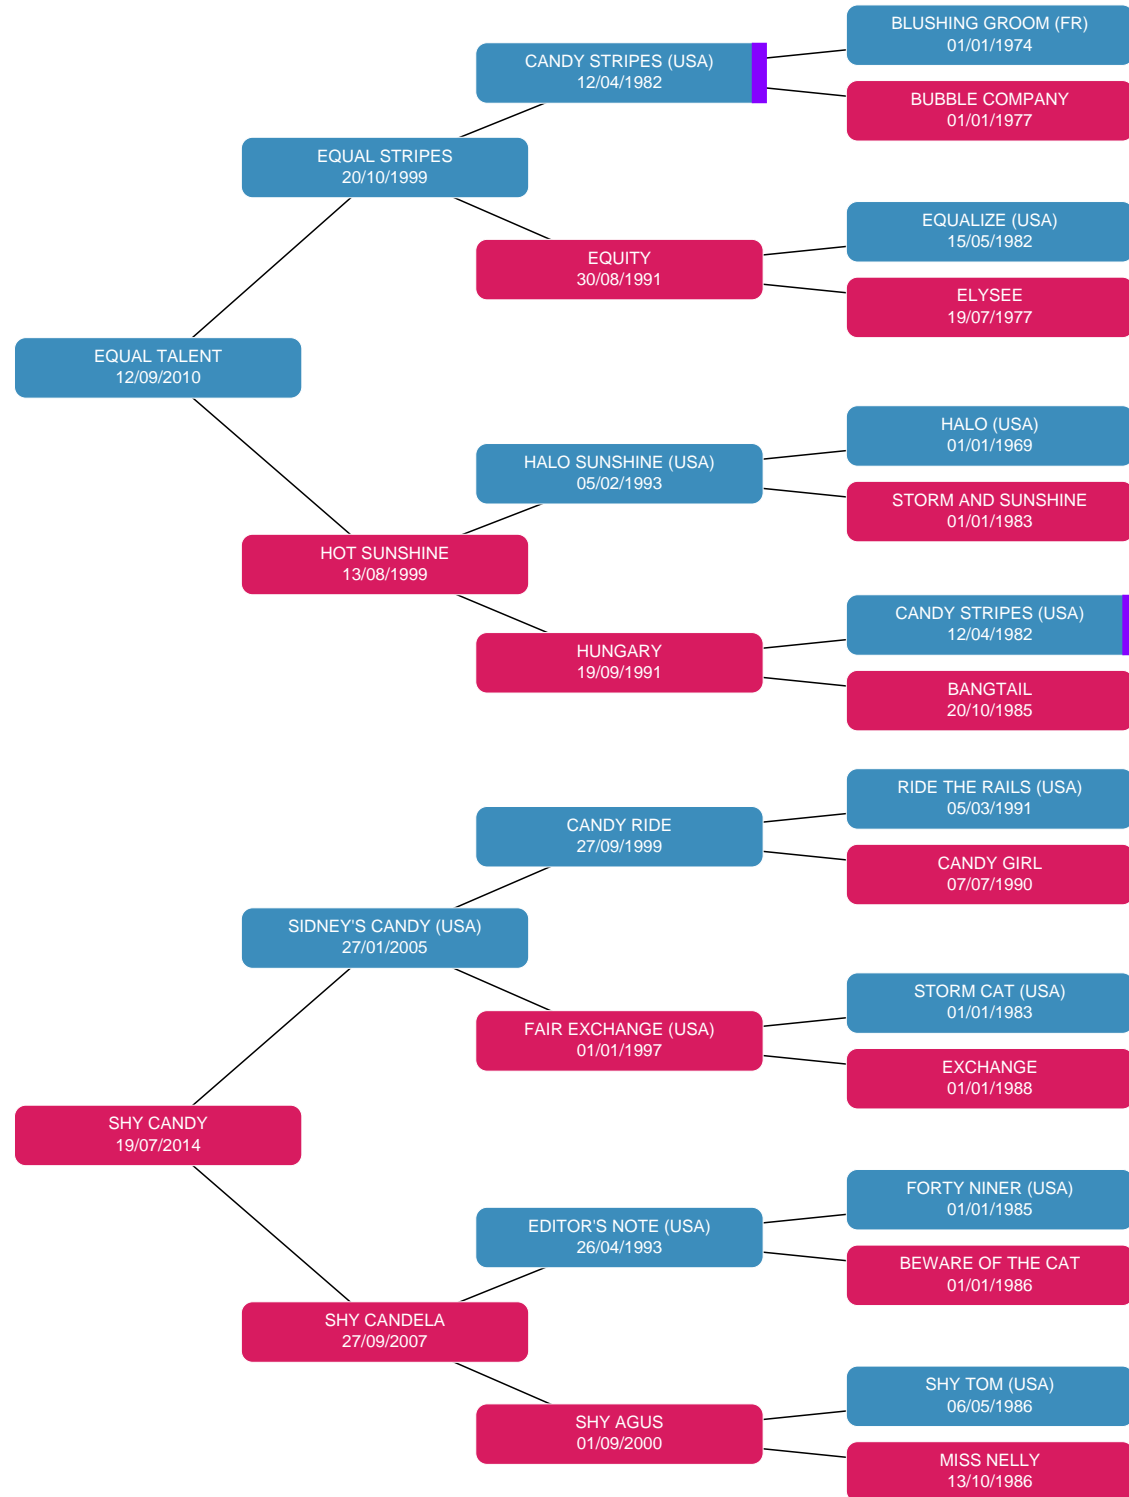 BLUSHING GROOM (FR)
01/01/1974
CANDY STRIPES (USA)
12/04/1982
BUBBLE COMPANY
01/01/1977
EQUAL STRIPES
20/10/1999
EQUALIZE (USA)
15/05/1982
EQUITY
30/08/1991
ELYSEE
19/07/1977
EQUAL TALENT
12/09/2010
HALO (USA)
01/01/1969
HALO SUNSHINE (USA)
05/02/1993
STORM AND SUNSHINE
01/01/1983
HOT SUNSHINE
13/08/1999
CANDY STRIPES (USA)
12/04/1982
HUNGARY
19/09/1991
BANGTAIL
20/10/1985
RIDE THE RAILS (USA)
05/03/1991
CANDY RIDE
27/09/1999
CANDY GIRL
07/07/1990
SIDNEY'S CANDY (USA)
27/01/2005
STORM CAT (USA)
01/01/1983
FAIR EXCHANGE (USA)
01/01/1997
EXCHANGE
01/01/1988
SHY CANDY
19/07/2014
FORTY NINER (USA)
01/01/1985
EDITOR'S NOTE (USA)
26/04/1993
BEWARE OF THE CAT
01/01/1986
SHY CANDELA
27/09/2007
SHY TOM (USA)
06/05/1986
SHY AGUS
01/09/2000
MISS NELLY
13/10/1986